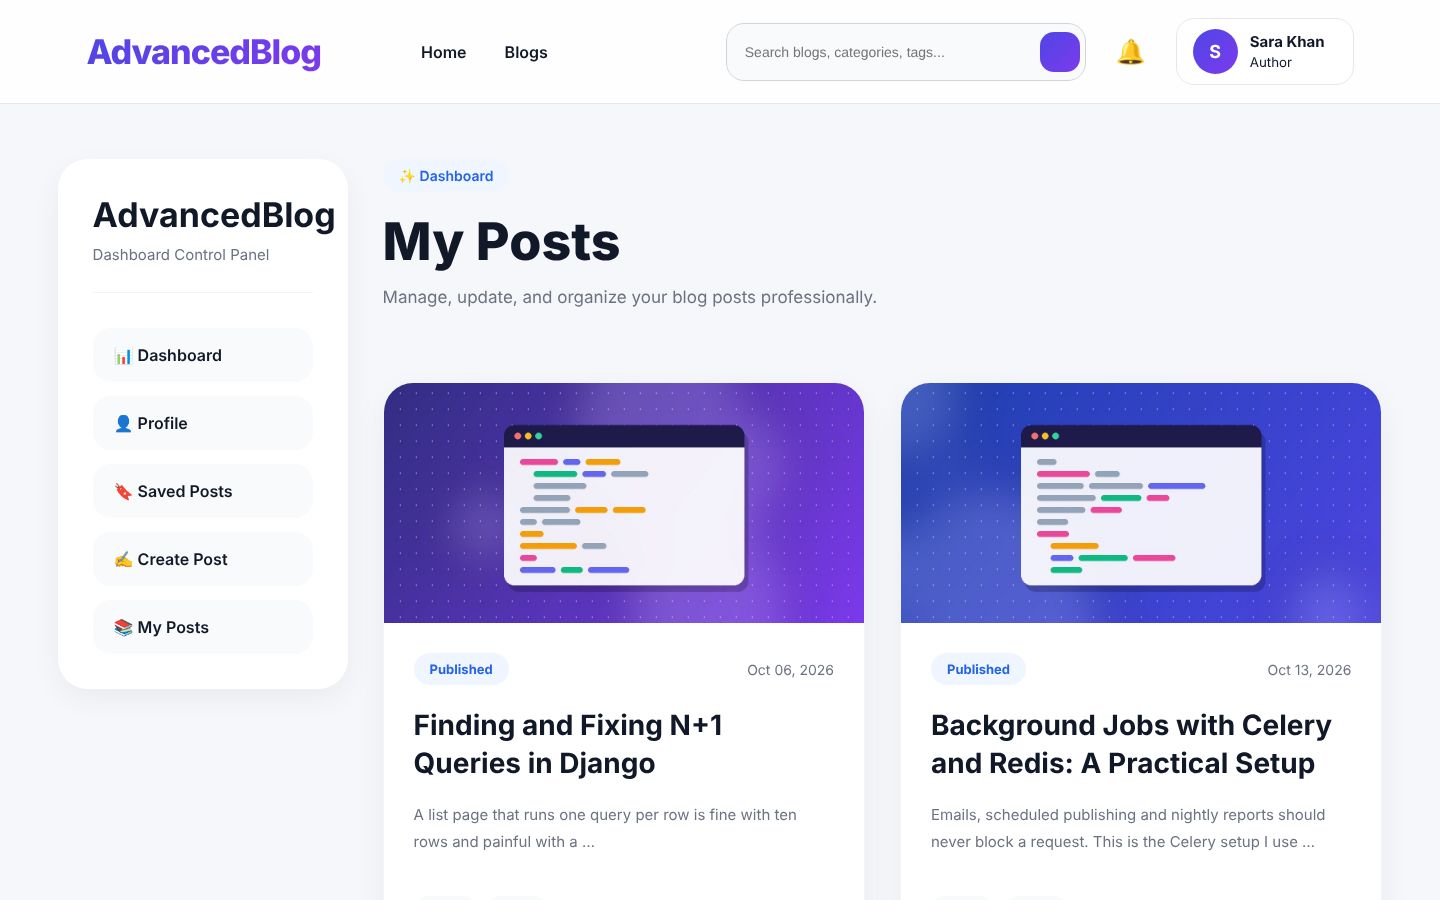 AdvancedBlog
Home
Blogs
Search blogs, categories, tags...
🔔
S
Sara Khan
Author
AdvancedBlog
Dashboard Control Panel
📊 Dashboard
👤 Profile
🔖 Saved Posts
✍️ Create Post
📚 My Posts
✨ Dashboard
My Posts
Manage, update, and organize your blog posts professionally.
Published
Oct 06, 2026
Finding and Fixing N+1
Queries in Django
A list page that runs one query per row is fine with ten
rows and painful with a ...
Published
Oct 13, 2026
Background Jobs with Celery
and Redis: A Practical Setup
Emails, scheduled publishing and nightly reports should
never block a request. This is the Celery setup I use ...